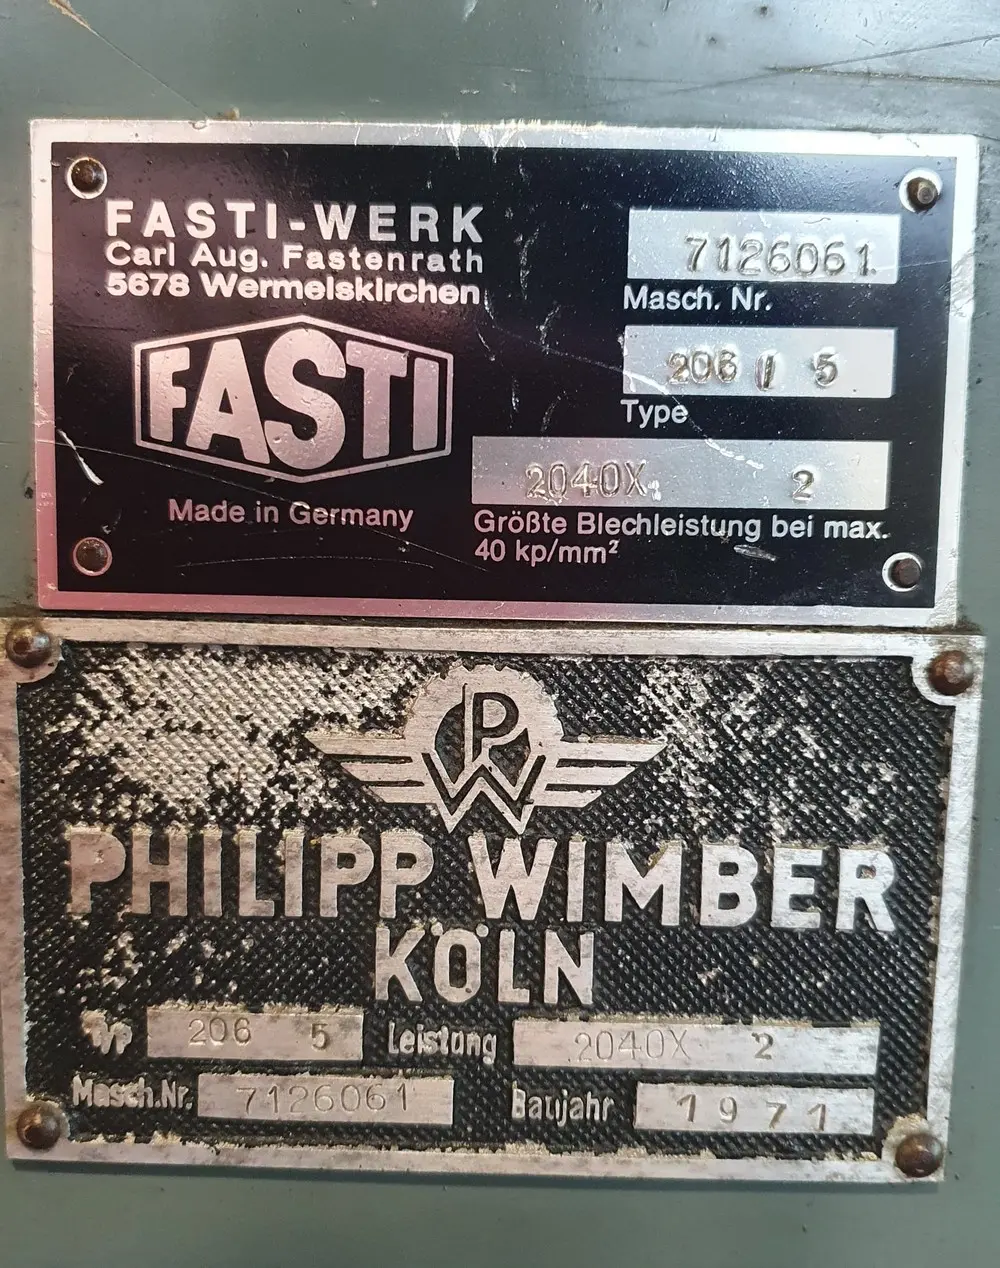 FASTI-WERK
Carl Aug. Fastenrath
5678 Wermelskirchen
FASTI
Made in Germany
7126061
Masch. Nr.
206 / 5
Type
2040X 2
Größte Blechleistung bei max.
40 kp/mm²
PW
PHILIPP WIMBER
KÖLN
Typ 206 5 Leistung 2040X 2
Masch.Nr. 7126061 Baujahr 1971